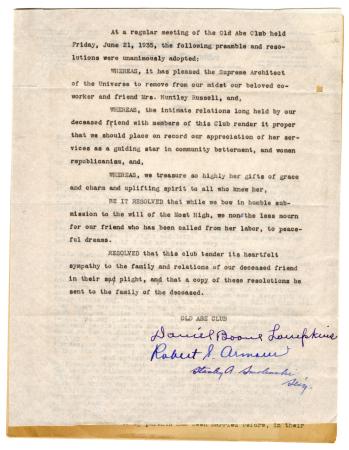 At a regular meeting of the Old Abe Club held
Friday, June 21, 1935, the following preamble and reso-
lutions were unanimously adopted:
WHEREAS, it has pleased the Supreme Architect
of the Universe to remove from our midst our beloved co-
worker and friend Mrs. Huntley Russell, and,
WHEREAS, the intimate relations long held by our
deceased friend with members of this Club render it proper
that we should place on record our appreciation of her ser-
vices as a guiding star in community betterment, and women
republicanism, and,
WHEREAS, we treasure so highly her gifts of grace
and charm and uplifting spirit to all who knew her,
BE IT RESOLVED that while we bow in humble sub-
mission to the will of the Most High, we nonetheless mourn
for our friend who has been called from her labor, to peace-
ful dreams.
RESOLVED that this club tender its heartfelt
sympathy to the family and relations of our deceased friend
in their sad plight, and that a copy of these resolutions be
sent to the family of the deceased.
OLD ABE CLUB
Daniel Boone Lumpkins
Robert S. Armour
Stanley A.
in their